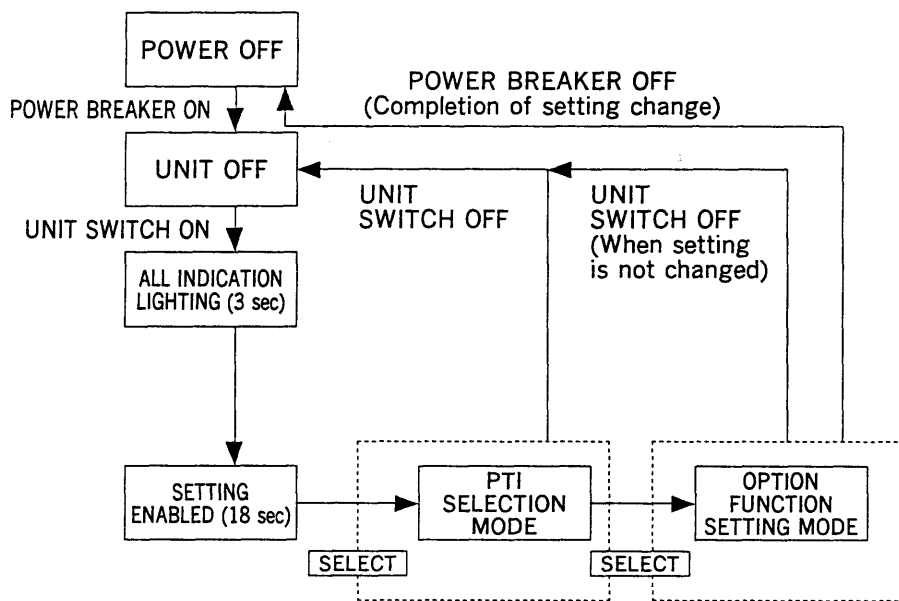 POWER OFF
POWER BREAKER OFF
(Completion of setting change)
POWER BREAKER ON
UNIT OFF
UNIT
SWITCH OFF
UNIT
SWITCH OFF
(When setting
is not changed)
UNIT SWITCH ON
ALL INDICATION
LIGHTING (3 sec)
SETTING
ENABLED (18 sec)
PTI
SELECTION
MODE
OPTION
FUNCTION
SETTING MODE
SELECT
SELECT